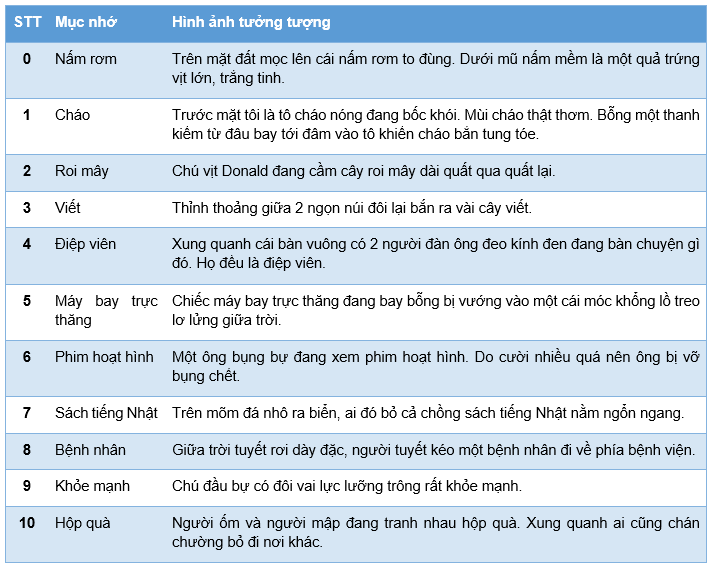 STT Mục nhớ Hình ảnh tưởng tượng
0 Nấm rơm Trên mặt đất mọc lên cái nấm rơm to đùng. Dưới mũ nấm mềm là một quả trứng
vịt lớn, trắng tinh.
1 Cháo Trước mặt tôi là tô cháo nóng đang bốc khói. Mùi cháo thật thơm. Bỗng một thanh
kiếm từ đâu bay tới đâm vào tô khiến cháo bắn tung tóe.
2 Roi mây Chú vịt Donald đang cầm cây roi mây dài quất qua quất lại.
3 Viết Thỉnh thoảng giữa 2 ngọn núi đôi lại bắn ra vài cây viết.
4 Điệp viên Xung quanh cái bàn vuông có 2 người đàn ông đeo kính đen đang bàn chuyện gì
đó. Họ đều là điệp viên.
5 Máy bay trực Chiếc máy bay trực thăng đang bay bỗng bị vướng vào một cái móc khổng lồ treo
thăng lơ lửng giữa trời.
6 Phim hoạt hình Một ông bụng bự đang xem phim hoạt hình. Do cười nhiều quá nên ông bị vỡ
bụng chết.
7 Sách tiếng Nhật Trên mõm đá nhô ra biển, ai đó bỏ cả chồng sách tiếng Nhật nằm ngổn ngang.
8 Bệnh nhân Giữa trời tuyết rơi dày đặc, người tuyết kéo một bệnh nhân đi về phía bệnh viện.
9 Khỏe mạnh Chú đầu bự có đôi vai lực lưỡng trông rất khỏe mạnh.
10 Hộp quà Người ốm và người mập đang tranh nhau hộp quà. Xung quanh ai cũng chán
chường bỏ đi nơi khác.